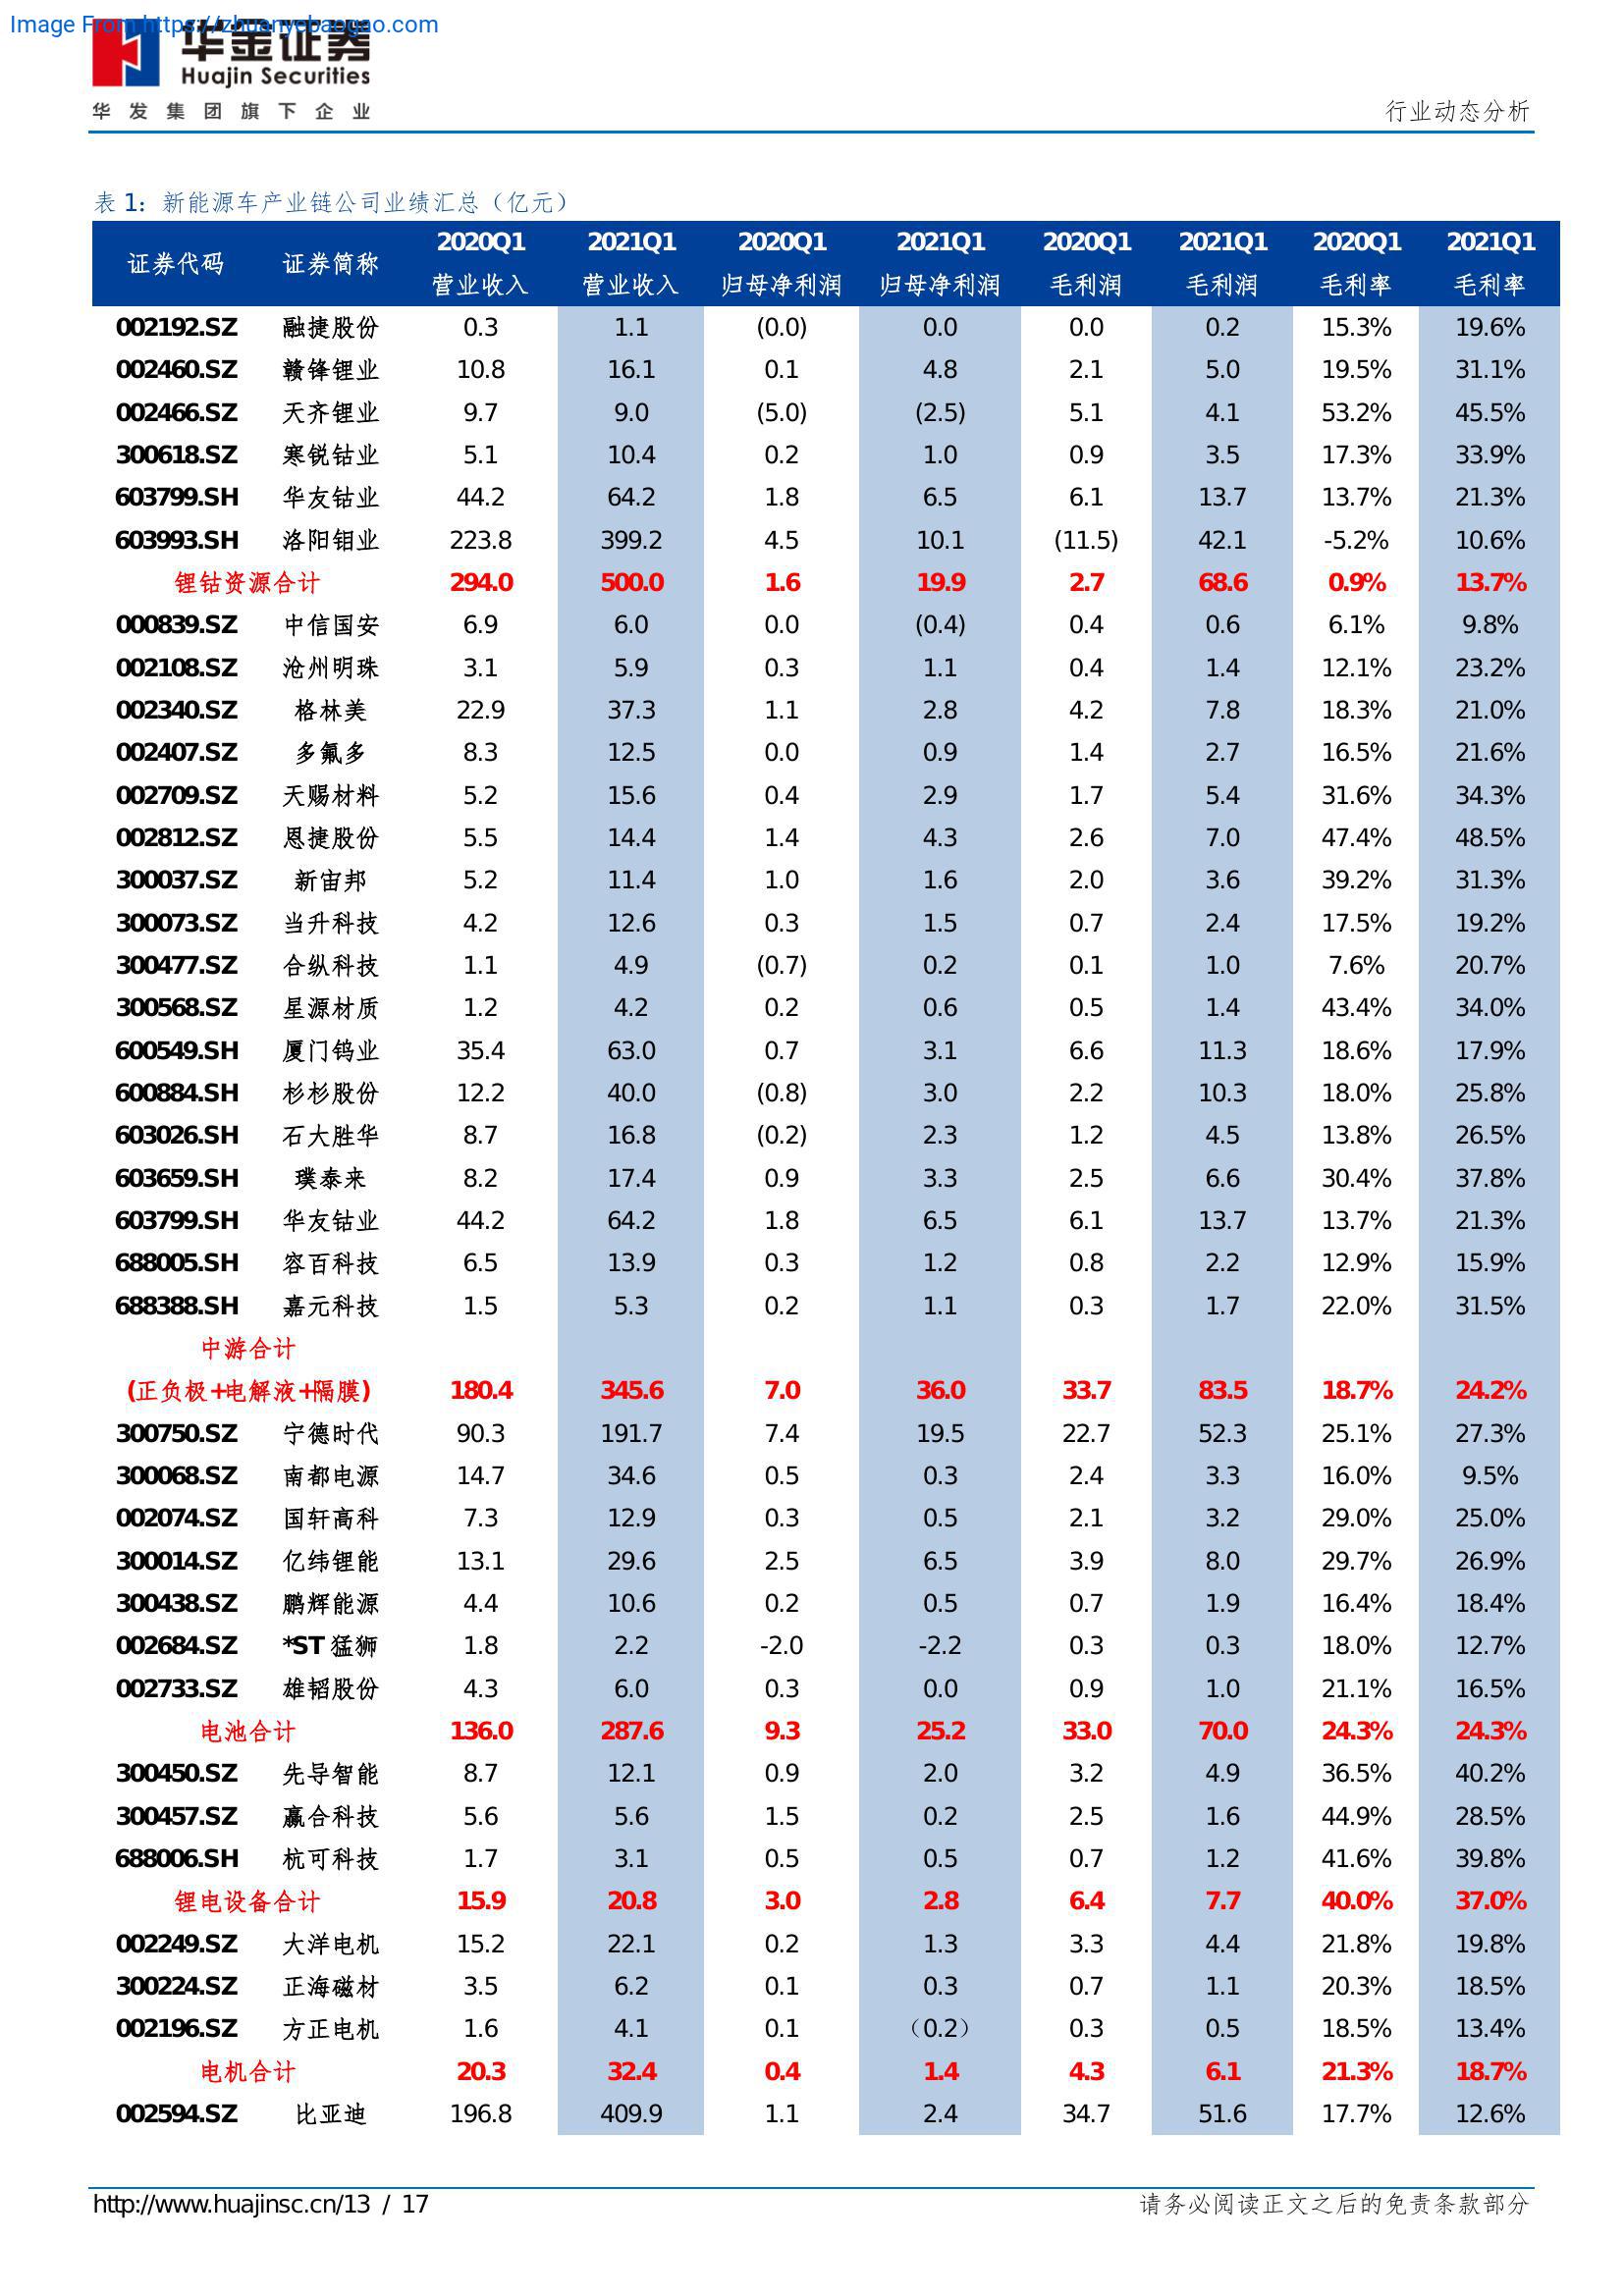 Image From https://zhuanyebaogao.com
华金证券
Huajin Securities
华发集团旗下企业
行业动态分析
表 1：新能源车产业链公司业绩汇总（亿元）
证券代码 证券简称 2020Q1 营业收入 2021Q1 营业收入 2020Q1 归母净利润 2021Q1 归母净利润 2020Q1 毛利润 2021Q1 毛利润 2020Q1 毛利率 2021Q1 毛利率
002192.SZ 融捷股份 0.3 1.1 (0.0) 0.0 0.0 0.2 15.3% 19.6%
002460.SZ 赣锋锂业 10.8 16.1 0.1 4.8 2.1 5.0 19.5% 31.1%
002466.SZ 天齐锂业 9.7 9.0 (5.0) (2.5) 5.1 4.1 53.2% 45.5%
300618.SZ 寒锐钴业 5.1 10.4 0.2 1.0 0.9 3.5 17.3% 33.9%
603799.SH 华友钴业 44.2 64.2 1.8 6.5 6.1 13.7 13.7% 21.3%
603993.SH 洛阳钼业 223.8 399.2 4.5 10.1 (11.5) 42.1 -5.2% 10.6%
锂钴资源合计 294.0 500.0 1.6 19.9 2.7 68.6 0.9% 13.7%
000839.SZ 中信国安 6.9 6.0 0.0 (0.4) 0.4 0.6 6.1% 9.8%
002108.SZ 沧州明珠 3.1 5.9 0.3 1.1 0.4 1.4 12.1% 23.2%
002340.SZ 格林美 22.9 37.3 1.1 2.8 4.2 7.8 18.3% 21.0%
002407.SZ 多氟多 8.3 12.5 0.0 0.9 1.4 2.7 16.5% 21.6%
002709.SZ 天赐材料 5.2 15.6 0.4 2.9 1.7 5.4 31.6% 34.3%
002812.SZ 恩捷股份 5.5 14.4 1.4 4.3 2.6 7.0 47.4% 48.5%
300037.SZ 新宙邦 5.2 11.4 1.0 1.6 2.0 3.6 39.2% 31.3%
300073.SZ 当升科技 4.2 12.6 0.3 1.5 0.7 2.4 17.5% 19.2%
300477.SZ 合纵科技 1.1 4.9 (0.7) 0.2 0.1 1.0 7.6% 20.7%
300568.SZ 星源材质 1.2 4.2 0.2 0.6 0.5 1.4 43.4% 34.0%
600549.SH 厦门钨业 35.4 63.0 0.7 3.1 6.6 11.3 18.6% 17.9%
600884.SH 杉杉股份 12.2 40.0 (0.8) 3.0 2.2 10.3 18.0% 25.8%
603026.SH 石大胜华 8.7 16.8 (0.2) 2.3 1.2 4.5 13.8% 26.5%
603659.SH 璞泰来 8.2 17.4 0.9 3.3 2.5 6.6 30.4% 37.8%
603799.SH 华友钴业 44.2 64.2 1.8 6.5 6.1 13.7 13.7% 21.3%
688005.SH 容百科技 6.5 13.9 0.3 1.2 0.8 2.2 12.9% 15.9%
688388.SH 嘉元科技 1.5 5.3 0.2 1.1 0.3 1.7 22.0% 31.5%
中游合计
(正负极+电解液+隔膜) 180.4 345.6 7.0 36.0 33.7 83.5 18.7% 24.2%
300750.SZ 宁德时代 90.3 191.7 7.4 19.5 22.7 52.3 25.1% 27.3%
300068.SZ 南都电源 14.7 34.6 0.5 0.3 2.4 3.3 16.0% 9.5%
002074.SZ 国轩高科 7.3 12.9 0.3 0.5 2.1 3.2 29.0% 25.0%
300014.SZ 亿纬锂能 13.1 29.6 2.5 6.5 3.9 8.0 29.7% 26.9%
300438.SZ 鹏辉能源 4.4 10.6 0.2 0.5 0.7 1.9 16.4% 18.4%
002684.SZ *ST 猛狮 1.8 2.2 -2.0 -2.2 0.3 0.3 18.0% 12.7%
002733.SZ 雄韬股份 4.3 6.0 0.3 0.0 0.9 1.0 21.1% 16.5%
电池合计 136.0 287.6 9.3 25.2 33.0 70.0 24.3% 24.3%
300450.SZ 先导智能 8.7 12.1 0.9 2.0 3.2 4.9 36.5% 40.2%
300457.SZ 赢合科技 5.6 5.6 1.5 0.2 2.5 1.6 44.9% 28.5%
688006.SH 杭可科技 1.7 3.1 0.5 0.5 0.7 1.2 41.6% 39.8%
锂电设备合计 15.9 20.8 3.0 2.8 6.4 7.7 40.0% 37.0%
002249.SZ 大洋电机 15.2 22.1 0.2 1.3 3.3 4.4 21.8% 19.8%
300224.SZ 正海磁材 3.5 6.2 0.1 0.3 0.7 1.1 20.3% 18.5%
002196.SZ 方正电机 1.6 4.1 0.1 （0.2） 0.3 0.5 18.5% 13.4%
电机合计 20.3 32.4 0.4 1.4 4.3 6.1 21.3% 18.7%
002594.SZ 比亚迪 196.8 409.9 1.1 2.4 34.7 51.6 17.7% 12.6%
http://www.huajinsc.cn/13 / 17
请务必阅读正文之后的免责条款部分